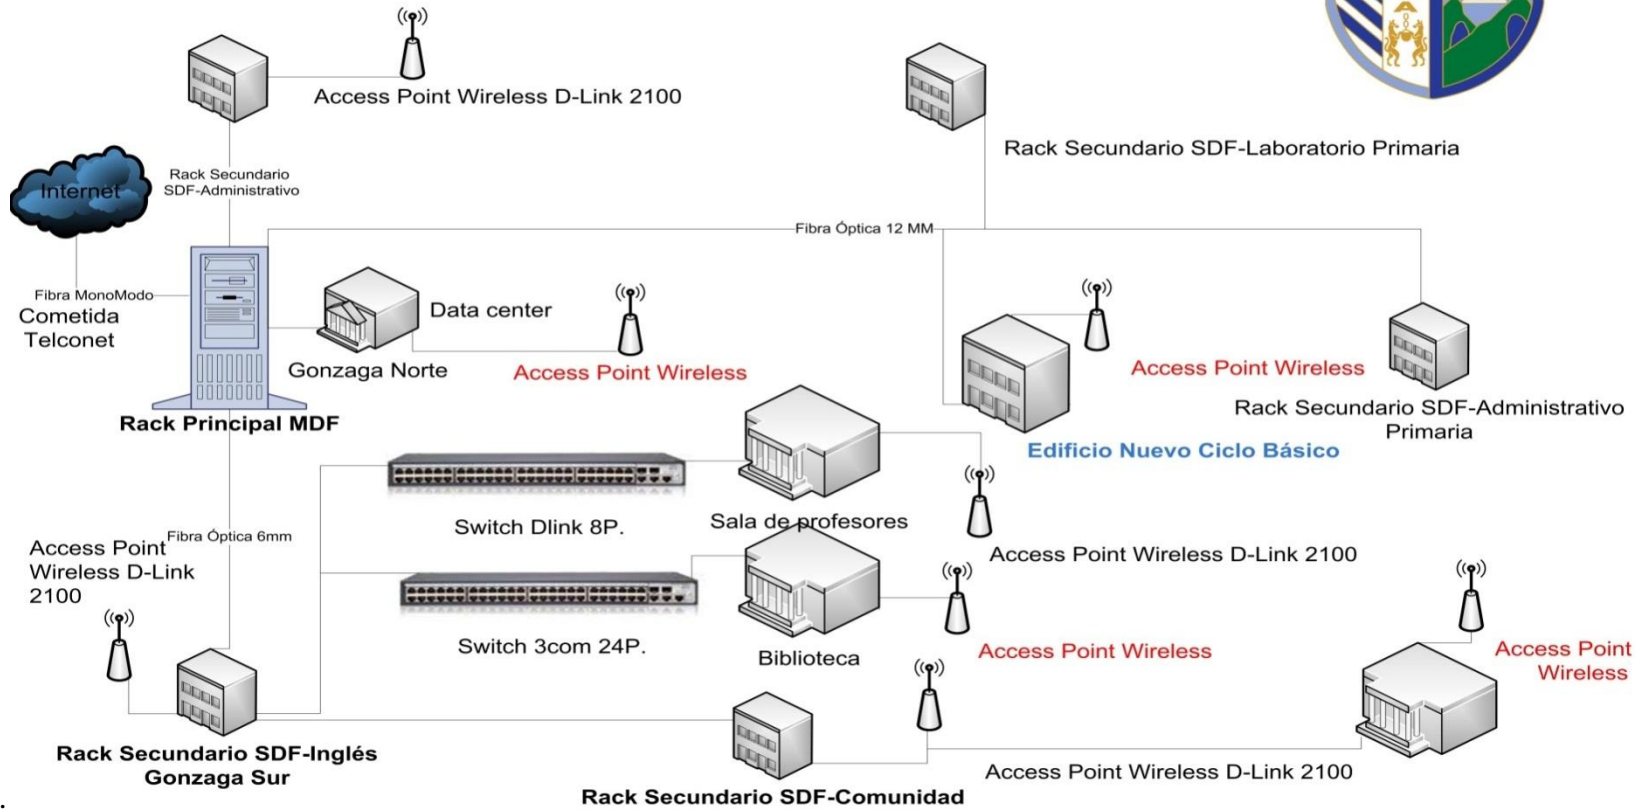 Access Point Wireless D-Link 2100
Rack Secundario SDF-Laboratorio Primaria
Rack Secundario
SDF-Administrativo
Internet
Fibra Óptica 12 MM
Fibra MonoModo
Cometida
Telconet
Data center
Gonzaga Norte
Access Point Wireless
Rack Principal MDF
Access Point Wireless
Rack Secundario SDF-Administrativo
Primaria
Edificio Nuevo Ciclo Básico
Switch Dlink 8P.
Sala de profesores
Fibra Óptica 6mm
Access Point
Wireless D-Link
2100
Access Point Wireless D-Link 2100
Switch 3com 24P.
Biblioteca
Access Point Wireless
Access Point
Wireless
Rack Secundario SDF-Inglés
Gonzaga Sur
Access Point Wireless D-Link 2100
Rack Secundario SDF-Comunidad
.